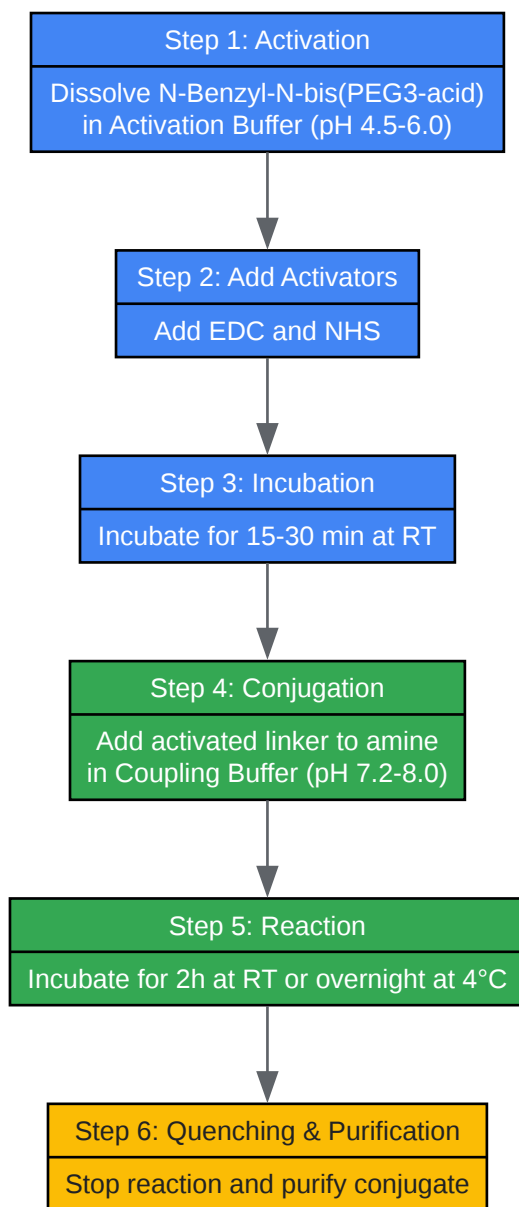 Step 1: Activation
Dissolve N-Benzyl-N-bis(PEG3-acid)
in Activation Buffer (pH 4.5-6.0)
Step 2: Add Activators
Add EDC and NHS
Step 3: Incubation
Incubate for 15-30 min at RT
Step 4: Conjugation
Add activated linker to amine
in Coupling Buffer (pH 7.2-8.0)
Step 5: Reaction
Incubate for 2h at RT or overnight at 4°C
Step 6: Quenching & Purification
Stop reaction and purify conjugate